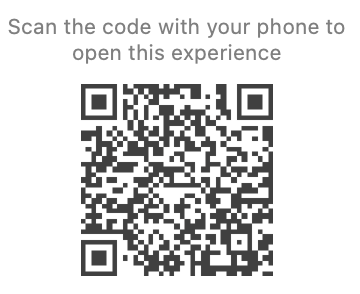 Scan the code with your phone to
open this experience